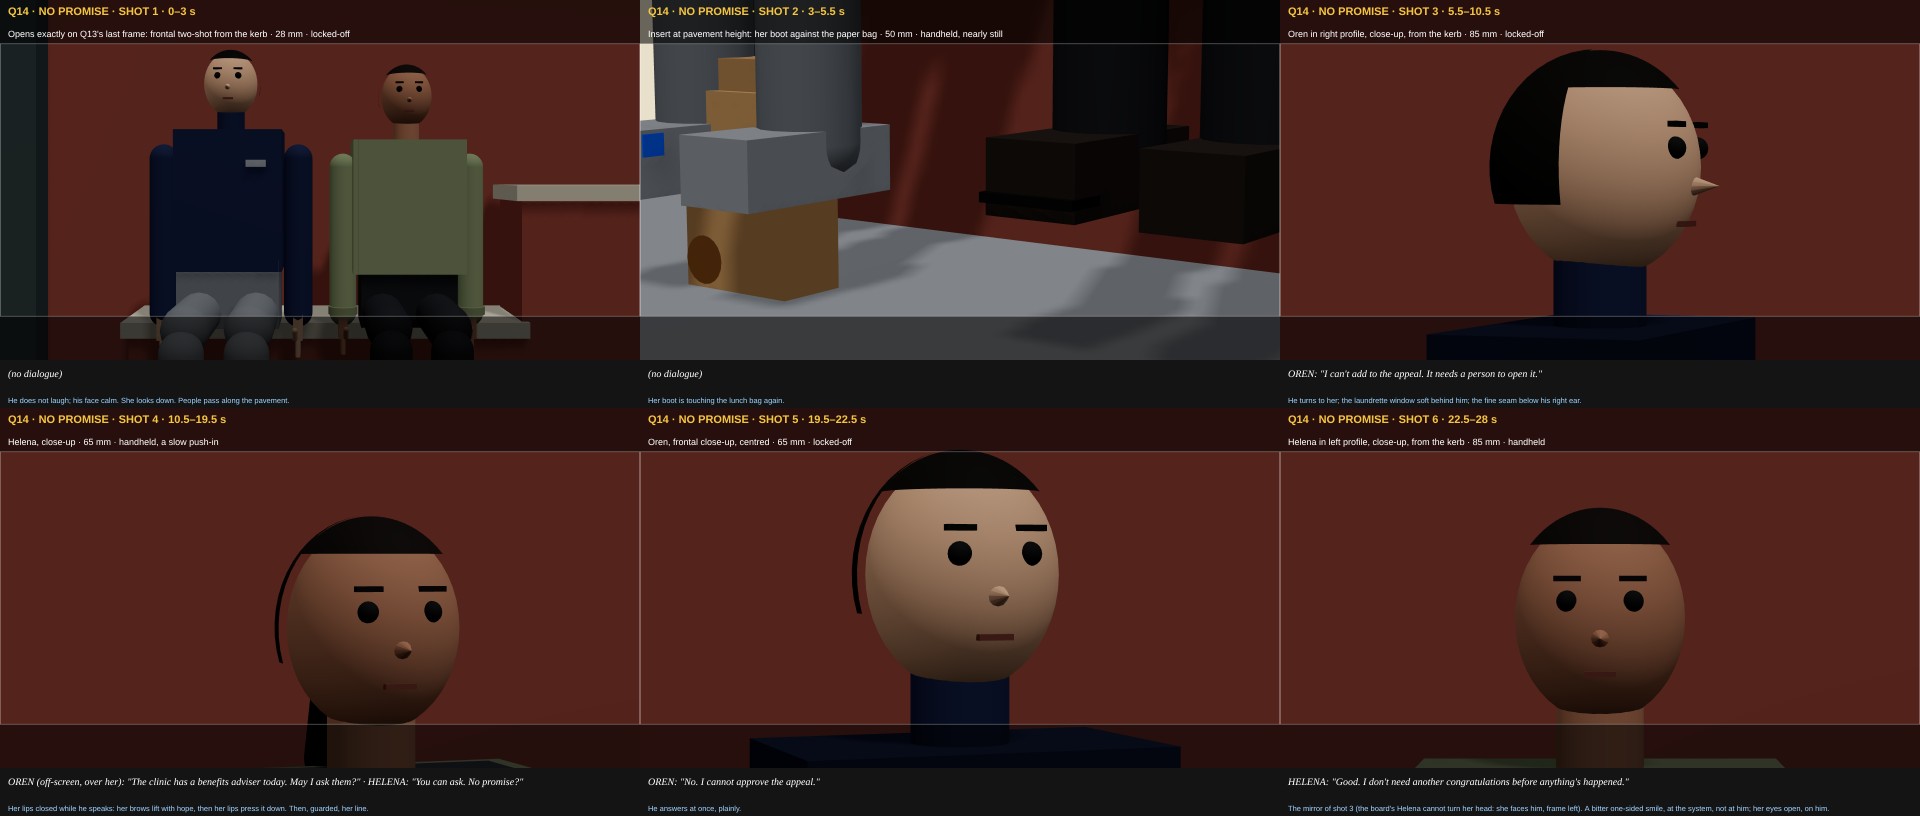 Q14 · NO PROMISE · SHOT 1 · 0–3 s
Opens exactly on Q13's last frame: frontal two-shot from the kerb · 28 mm · locked-off
(no dialogue)
He does not laugh; his face calm. She looks down. People pass along the pavement.
Q14 · NO PROMISE · SHOT 2 · 3–5.5 s
Insert at pavement height: her boot against the paper bag · 50 mm · handheld, nearly still
(no dialogue)
Her boot is touching the lunch bag again.
Q14 · NO PROMISE · SHOT 3 · 5.5–10.5 s
Oren in right profile, close-up, from the kerb · 85 mm · locked-off
OREN: "I can't add to the appeal. It needs a person to open it."
He turns to her; the laundrette window soft behind him; the fine seam below his right ear.
Q14 · NO PROMISE · SHOT 4 · 10.5–19.5 s
Helena, close-up · 65 mm · handheld, a slow push-in
OREN (off-screen, over her): "The clinic has a benefits adviser today. May I ask them?" · HELENA: "You can ask. No promise?"
Her lips closed while he speaks: her brows lift with hope, then her lips press it down. Then, guarded, her line.
Q14 · NO PROMISE · SHOT 5 · 19.5–22.5 s
Oren, frontal close-up, centred · 65 mm · locked-off
OREN: "No. I cannot approve the appeal."
He answers at once, plainly.
Q14 · NO PROMISE · SHOT 6 · 22.5–28 s
Helena in left profile, close-up, from the kerb · 85 mm · handheld
HELENA: "Good. I don't need another congratulations before anything's happened."
The mirror of shot 3 (the board's Helena cannot turn her head: she faces him, frame left). A bitter one-sided smile, at the system, not at him; her eyes open, on him.